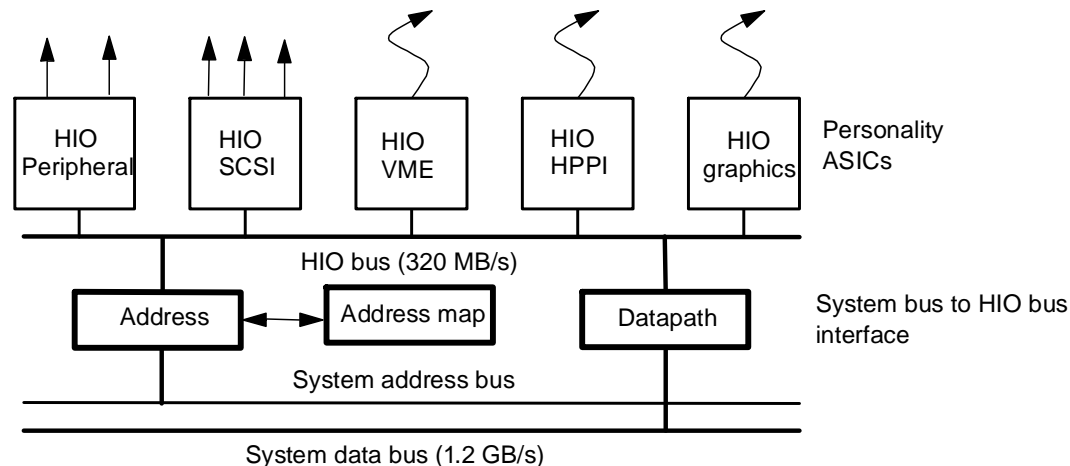 HIO
Peripheral
HIO
SCSI
HIO
VME
HIO
HPPI
HIO
graphics
Personality
ASICs
HIO bus (320 MB/s)
Address
Address map
Datapath
System bus to HIO bus
interface
System address bus
System data bus (1.2 GB/s)